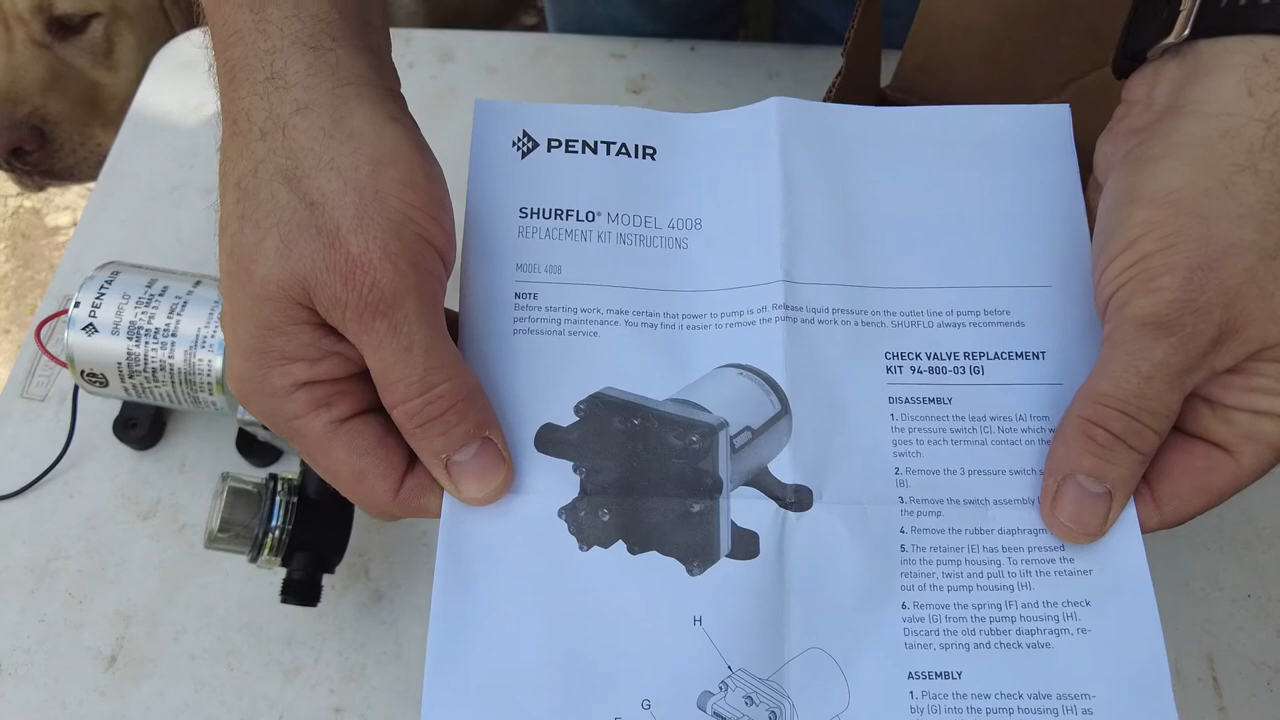 PENTAIR
SHURFLO® MODEL 4008
REPLACEMENT KIT INSTRUCTIONS
MODEL 4008
NOTE
Before starting work, make certain that power to pump is off. Release liquid pressure on the outlet line of pump before
performing maintenance. You may find it easier to remove the pump and work on a bench. SHURFLO always recommends
professional service.
CHECK VALVE REPLACEMENT
KIT 94-800-03 (G)
DISASSEMBLY
1. Disconnect the lead wires (A) from
the pressure switch (C). Note which w
goes to each terminal contact on the
switch.
2. Remove the 3 pressure switch s
(B).
3. Remove the switch assembly (
the pump.
4. Remove the rubber diaphragm
5. The retainer (E) has been pressed
into the pump housing. To remove the
retainer, twist and pull to lift the retainer
out of the pump housing (H).
6. Remove the spring (F) and the check
valve (G) from the pump housing (H).
Discard the old rubber diaphragm, re-
tainer, spring and check valve.
ASSEMBLY
1. Place the new check valve assem-
bly (G) into the pump housing (H) as
H
G
SHURflo
PENTAIR
SHURFLO®